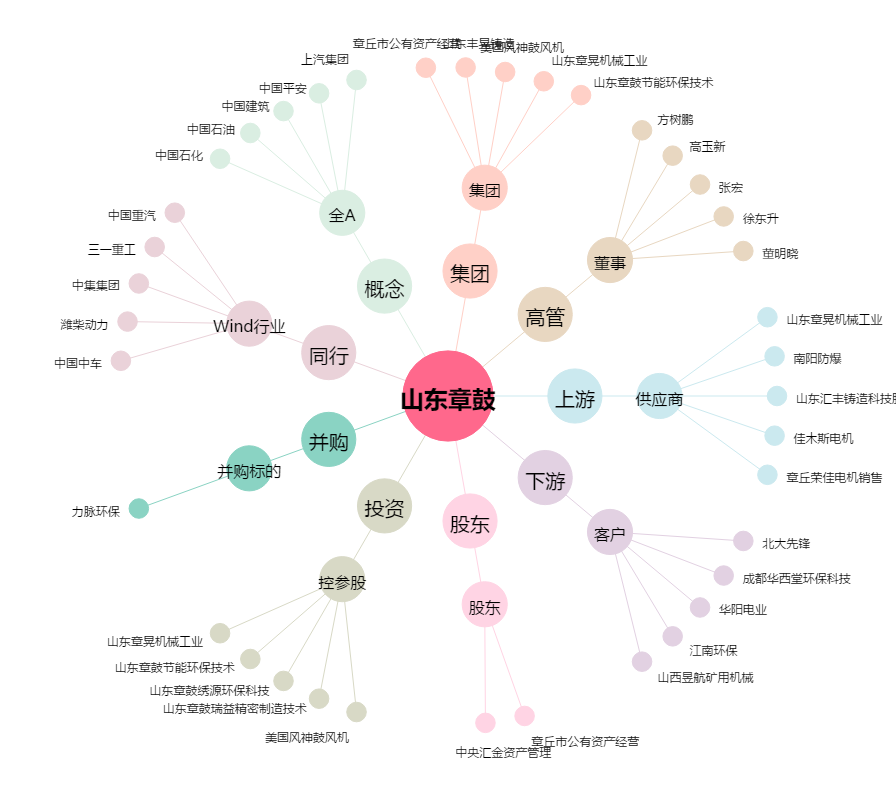 章丘市公有资产经营
山东丰晃铸造
美国风神鼓风机
山东章晃机械工业
山东章鼓节能环保技术
集团
集团
上汽集团
中国平安
中国建筑
中国石油
中国石化
全A
概念
方树鹏
高玉新
张宏
徐东升
董明晓
董事
高管
中国重汽
三一重工
中集集团
潍柴动力
中国中车
Wind行业
同行
山东章鼓
上游
供应商
山东章晃机械工业
南阳防爆
山东汇丰铸造科技
佳木斯电机
章丘荣佳电机销售
并购
并购标的
力脉环保
下游
客户
北大先锋
成都华西堂环保科技
华阳电业
江南环保
山西昱航矿用机械
投资
控参股
山东章晃机械工业
山东章鼓节能环保技术
山东章鼓绣源环保科技
山东章鼓瑞益精密制造技术
美国风神鼓风机
股东
股东
中央汇金资产管理
章丘市公有资产经营